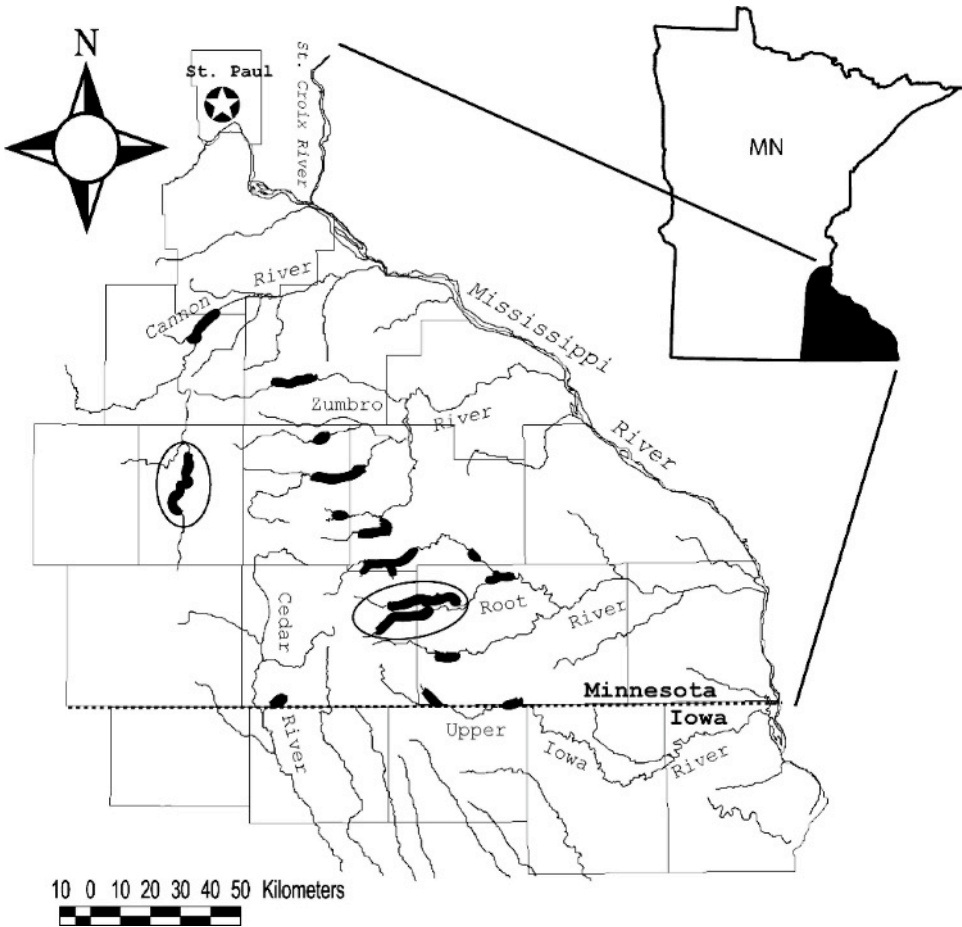 N
St. Paul
St. Croix River
MN
Cannon River
Mississippi River
Zumbro River
Cedar River
Root River
Minnesota
Iowa
Upper Iowa River
10 0 10 20 30 40 50 Kilometers